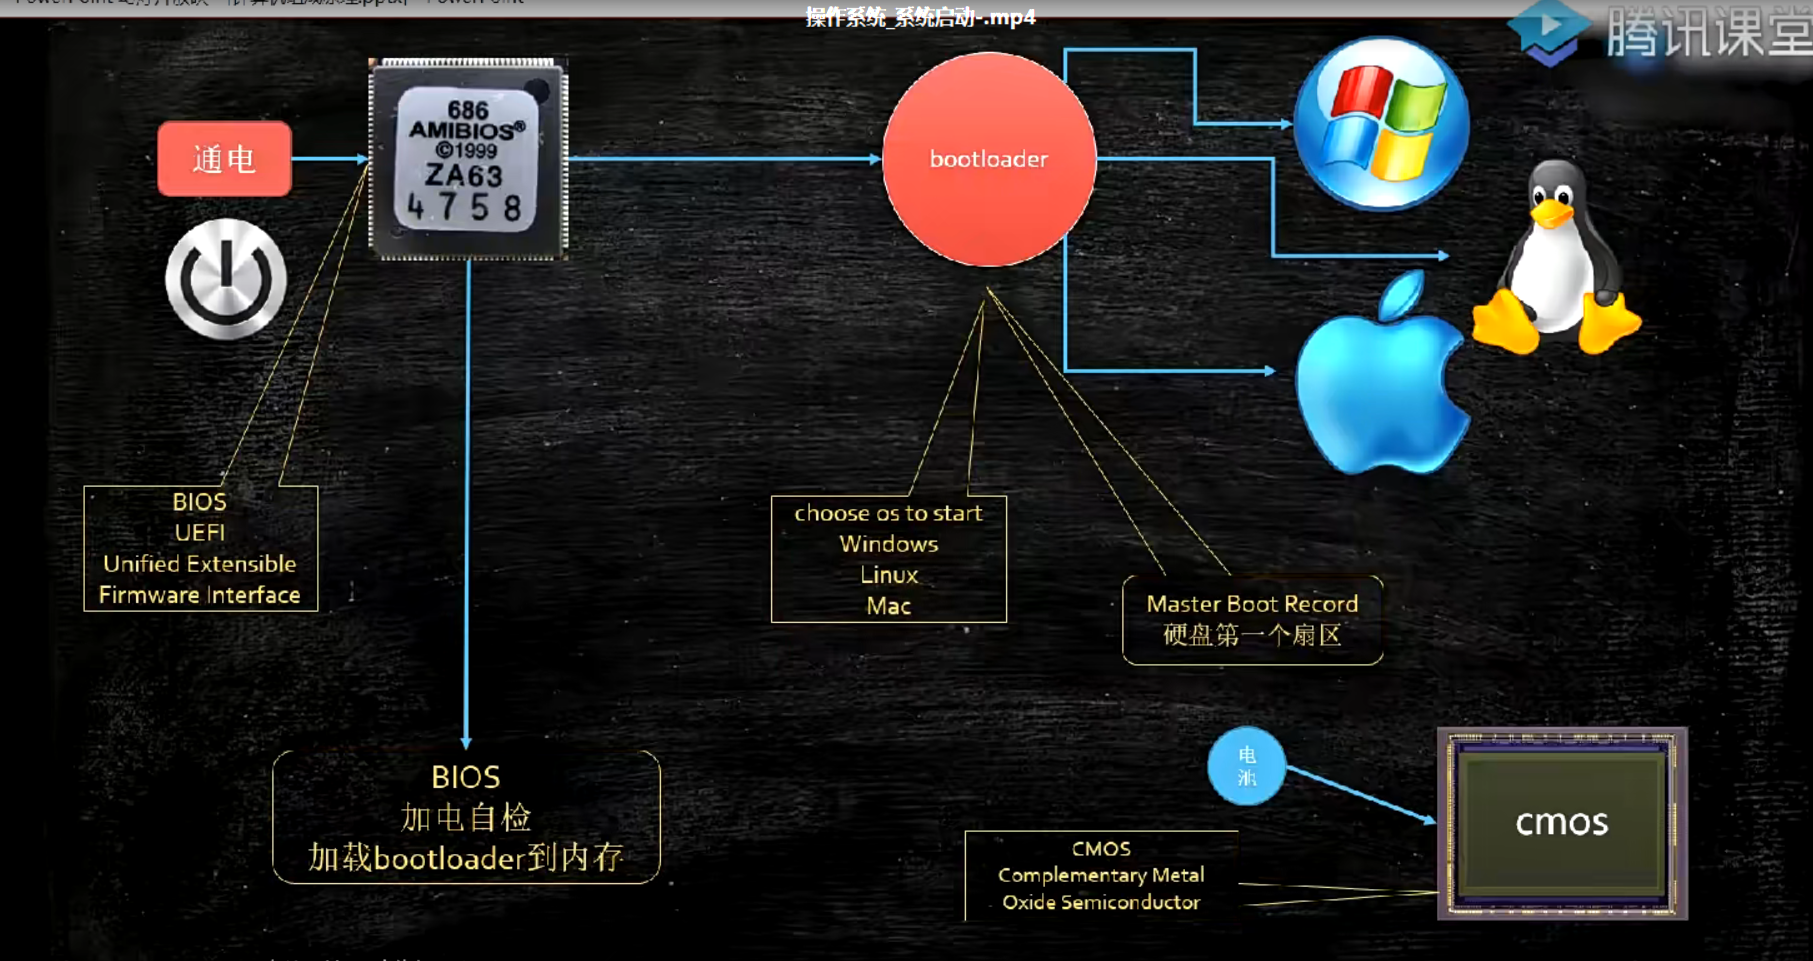 操作系统_系统启动-.mp4
腾讯课堂
通电
686
AMIBIOS®
©1999
ZA63
4758
bootloader
BIOS
UEFI
Unified Extensible
Firmware Interface
choose os to start
Windows
Linux
Mac
Master Boot Record
硬盘第一个扇区
BIOS
加电自检
加载bootloader到内存
电
池
cmos
CMOS
Complementary Metal
Oxide Semiconductor